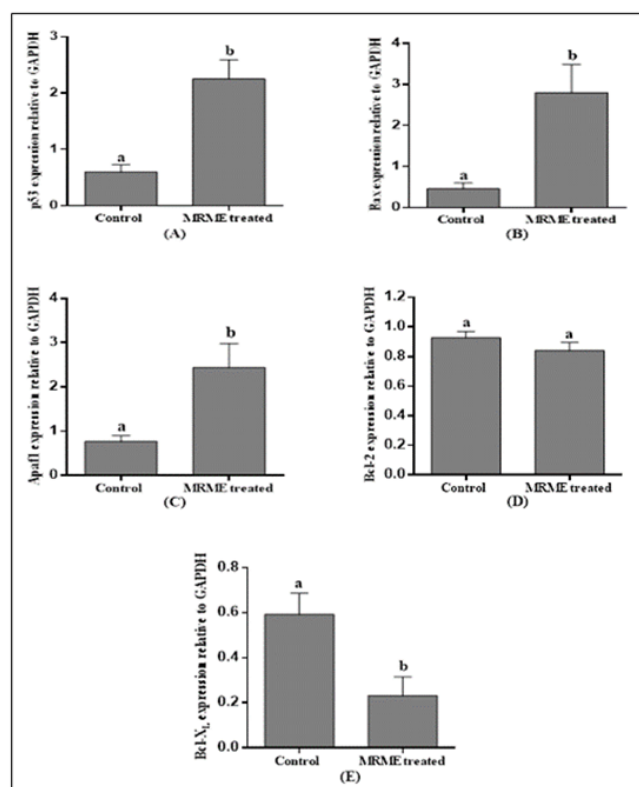 p53 expression relative to GAPDH
3
2
1
0
a
b
Control
MRME treated
(A)
Bax expression relative to GAPDH
4
3
2
1
0
a
b
Control
MRME treated
(B)
Apaf1 expression relative to GAPDH
4
3
2
1
0
a
b
Control
MRME treated
(C)
Bcl-2 expression relative to GAPDH
1.2
1.0
0.8
0.6
0.4
0.2
0.0
a
a
Control
MRME treated
(D)
Bcl-XL expression relative to GAPDH
0.8
0.6
0.4
0.2
0.0
a
b
Control
MRME treated
(E)